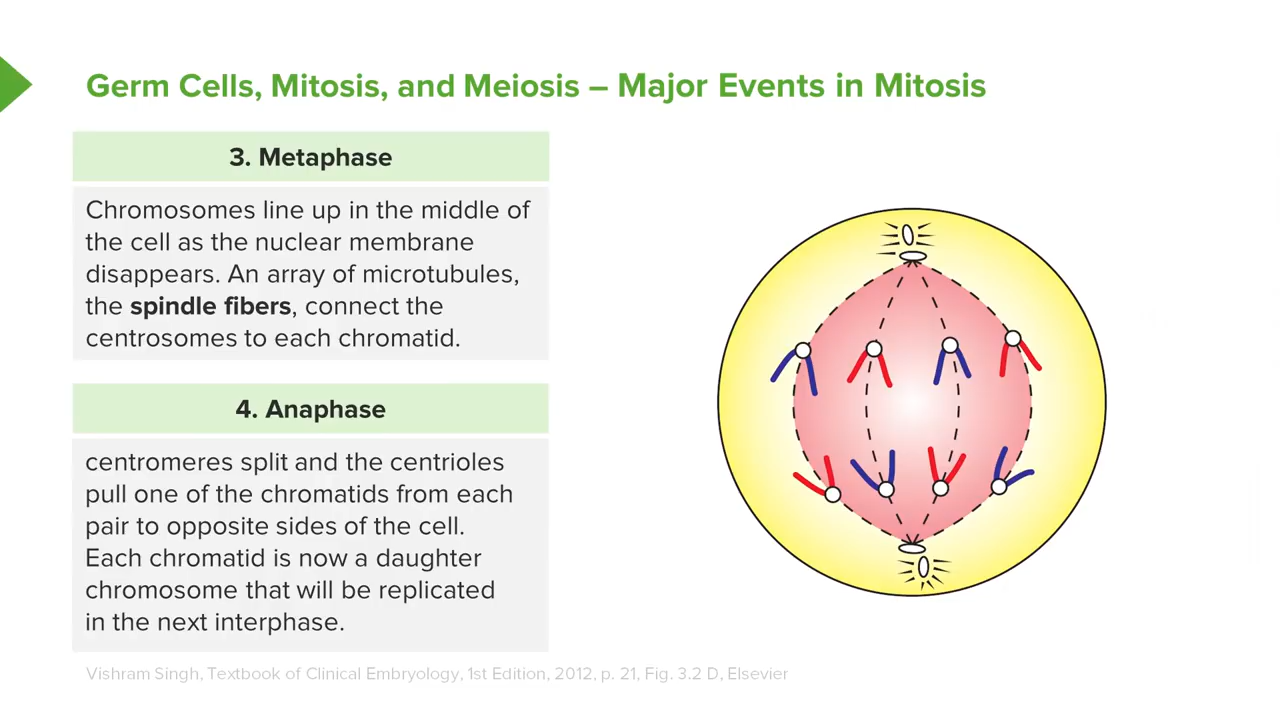 Germ Cells, Mitosis, and Meiosis – Major Events in Mitosis
3. Metaphase
Chromosomes line up in the middle of
the cell as the nuclear membrane
disappears. An array of microtubules,
the spindle fibers, connect the
centrosomes to each chromatid.
4. Anaphase
centromeres split and the centrioles
pull one of the chromatids from each
pair to opposite sides of the cell.
Each chromatid is now a daughter
chromosome that will be replicated
in the next interphase.
Vishram Singh, Textbook of Clinical Embryology, 1st Edition, 2012, p. 21, Fig. 3.2 D, Elsevier